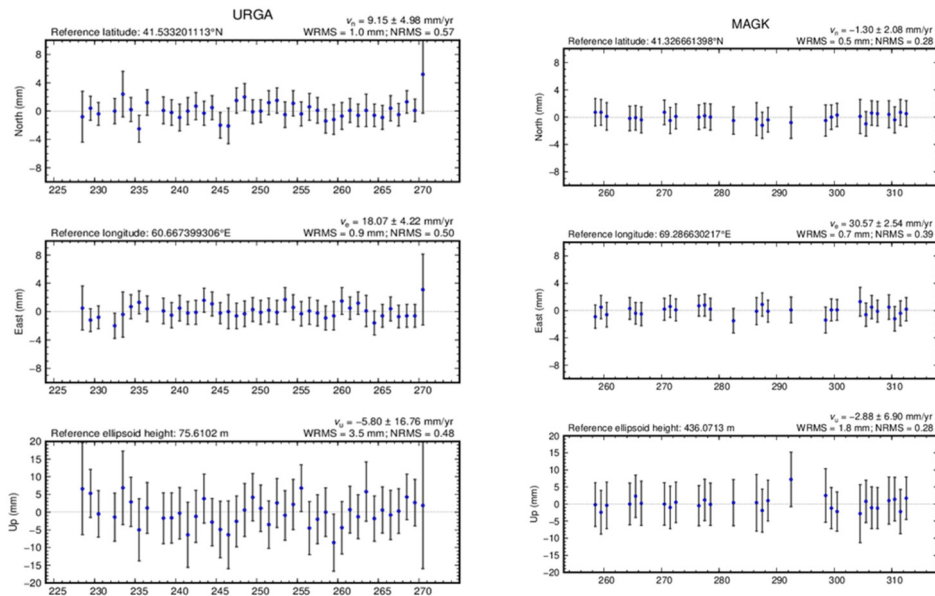 URGA
vn = 9.15 ± 4.98 mm/yr
Reference latitude: 41.533201113°N WRMS = 1.0 mm; NRMS = 0.57
North (mm)
8
4
0
−4
−8
225 230 235 240 245 250 255 260 265 270
ve = 18.07 ± 4.22 mm/yr
Reference longitude: 60.667399306°E WRMS = 0.9 mm; NRMS = 0.50
East (mm)
8
4
0
−4
−8
225 230 235 240 245 250 255 260 265 270
vu = −5.80 ± 16.76 mm/yr
Reference ellipsoid height: 75.6102 m WRMS = 3.5 mm; NRMS = 0.48
Up (mm)
20
15
10
5
0
−5
−10
−15
−20
225 230 235 240 245 250 255 260 265 270
MAGK
vn = −1.30 ± 2.08 mm/yr
Reference latitude: 41.326661398°N WRMS = 0.5 mm; NRMS = 0.28
North (mm)
8
4
0
−4
−8
260 270 280 290 300 310
ve = 30.57 ± 2.54 mm/yr
Reference longitude: 69.286630217°E WRMS = 0.7 mm; NRMS = 0.39
East (mm)
8
4
0
−4
−8
260 270 280 290 300 310
vu = −2.88 ± 6.90 mm/yr
Reference ellipsoid height: 436.0713 m WRMS = 1.8 mm; NRMS = 0.28
Up (mm)
20
15
10
5
0
−5
−10
−15
−20
260 270 280 290 300 310